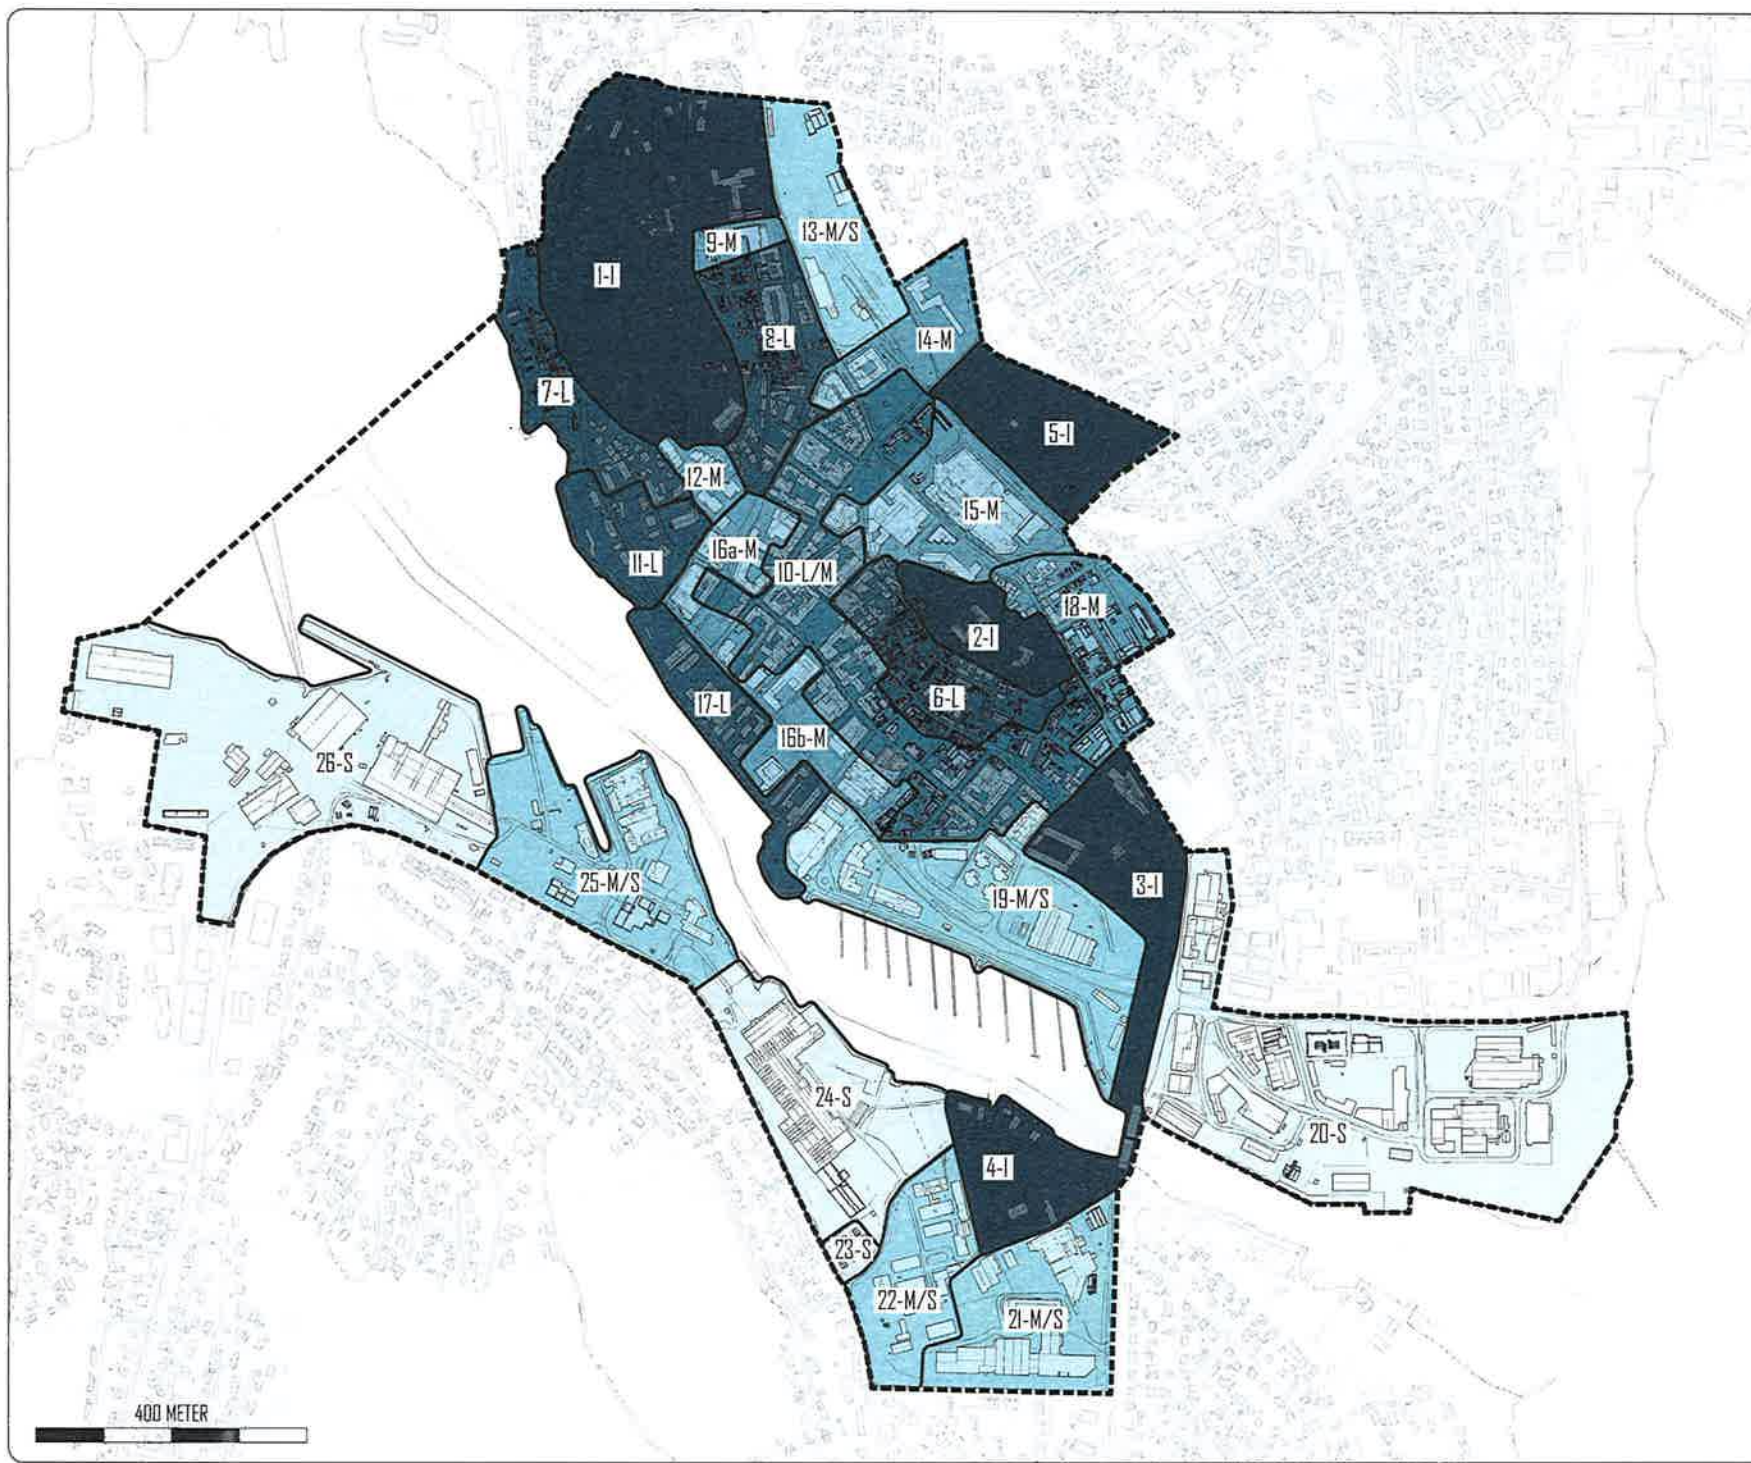 13-M/S
9-M
1-I
8-L
14-M
7-L
5-I
12-M
15-M
16a-M
11-L
10-L/M
18-M
2-I
6-L
17-L
16b-M
26-S
25-M/S
19-M/S
3-I
24-S
20-S
4-I
23-S
22-M/S
21-M/S
400 METER